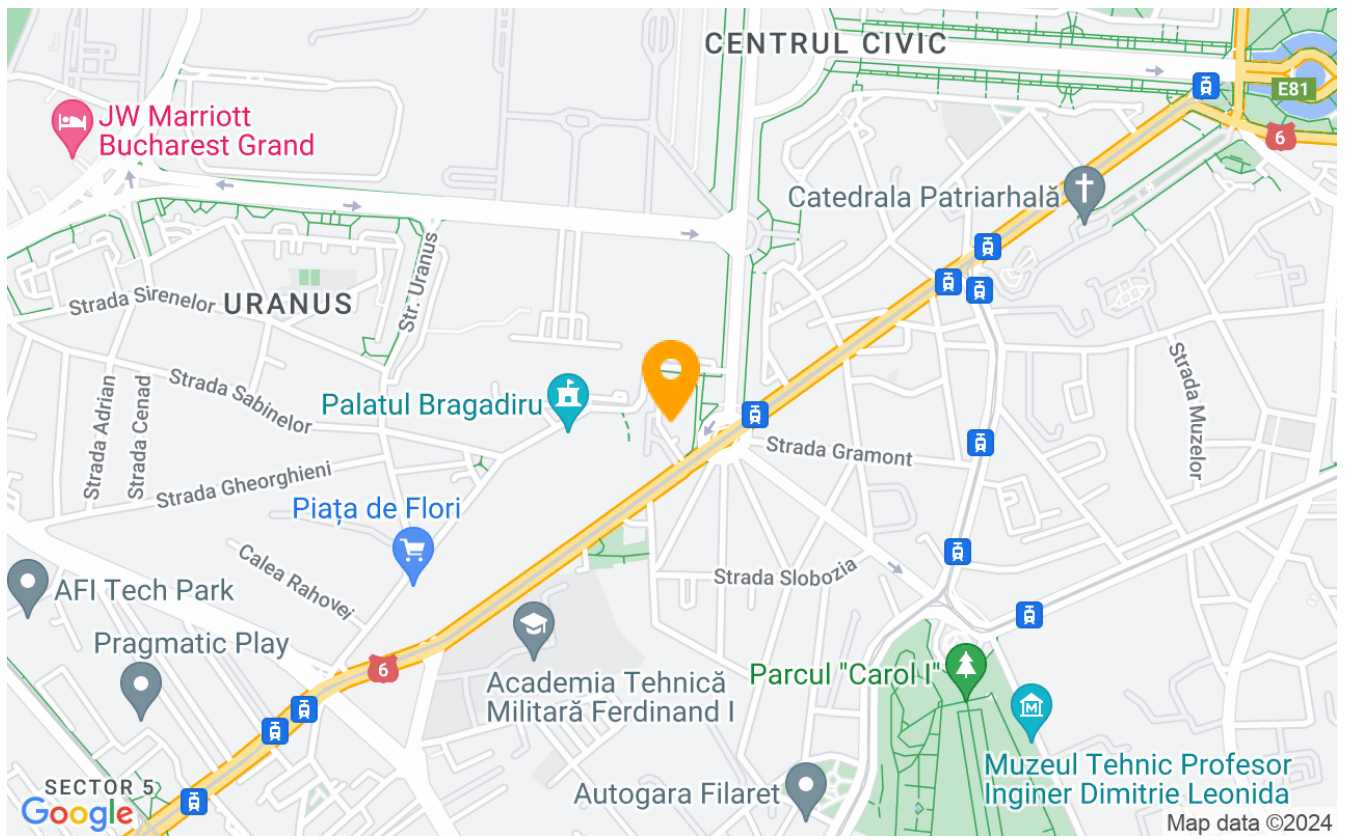 CENTRUL CIVIC
E81
6
JW Marriott
Bucharest Grand
Catedrala Patriarhală
Str. Uranus
Strada Sirenelor
URANUS
Strada Muzelor
Strada Adrian
Strada Cenad
Strada Sabinelor
Palatul Bragadiru
Strada Gramont
Strada Gheorghieni
Piața de Flori
Calea Rahovei
Strada Slobozia
AFI Tech Park
Pragmatic Play
6
Academia Tehnică
Militară Ferdinand I
Parcul "Carol I"
M
Muzeul Tehnic Profesor
Inginer Dimitrie Leonida
SECTOR 5
Autogara Filaret
Google
Map data ©2024